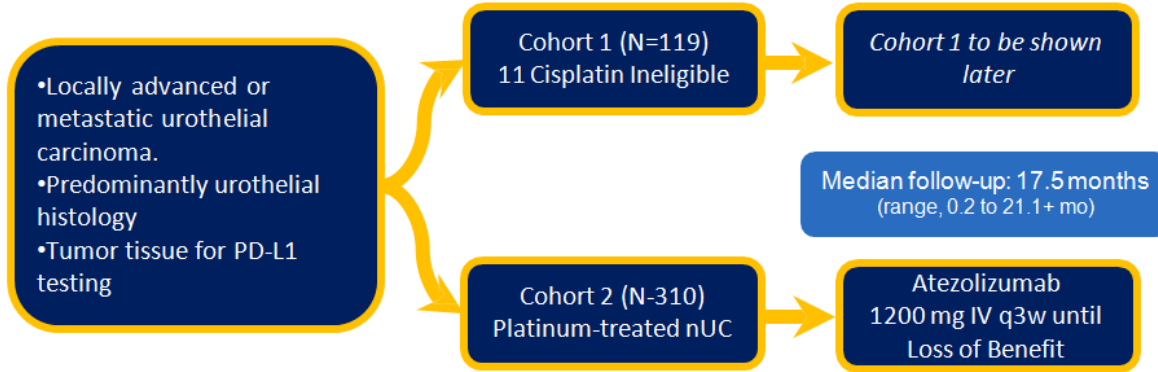 •Locally advanced or
metastatic urothelial
carcinoma.
•Predominantly urothelial
histology
•Tumor tissue for PD-L1
testing
Cohort 1 (N=119)
11 Cisplatin Ineligible
Cohort 1 to be shown
later
Median follow-up: 17.5 months
(range, 0.2 to 21.1+ mo)
Cohort 2 (N-310)
Platinum-treated nUC
Atezolizumab
1200 mg IV q3w until
Loss of Benefit